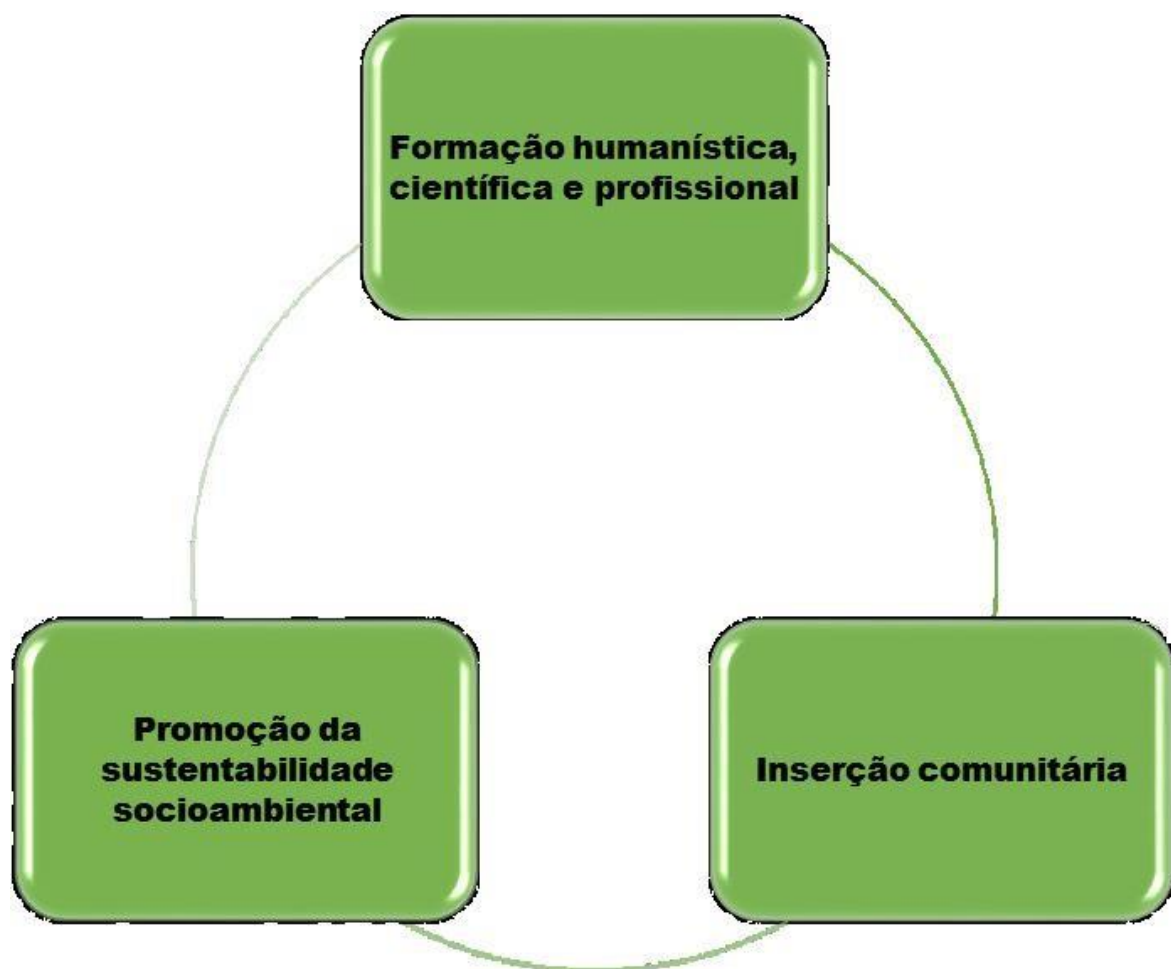 Formação humanística,
científica e profissional
Promoção da
sustentabilidade
socioambiental
Inserção comunitária